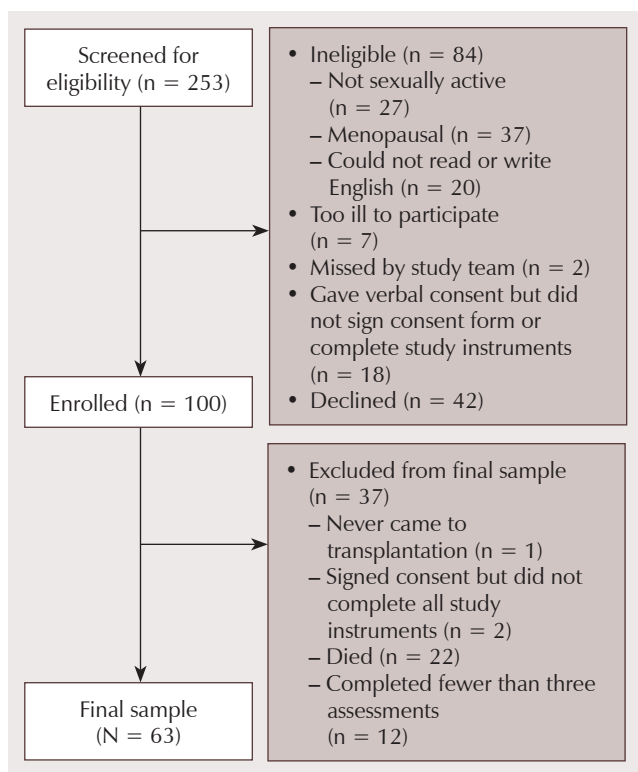 Screened for
eligibility (n = 253)
• Ineligible (n = 84)
– Not sexually active
(n = 27)
– Menopausal (n = 37)
– Could not read or write
English (n = 20)
• Too ill to participate
(n = 7)
• Missed by study team (n = 2)
• Gave verbal consent but did
not sign consent form or
complete study instruments
(n = 18)
• Declined (n = 42)
Enrolled (n = 100)
• Excluded from final sample
(n = 37)
– Never came to
transplantation (n = 1)
– Signed consent but did not
complete all study
instruments (n = 2)
– Died (n = 22)
– Completed fewer than three
assessments
(n = 12)
Final sample
(N = 63)